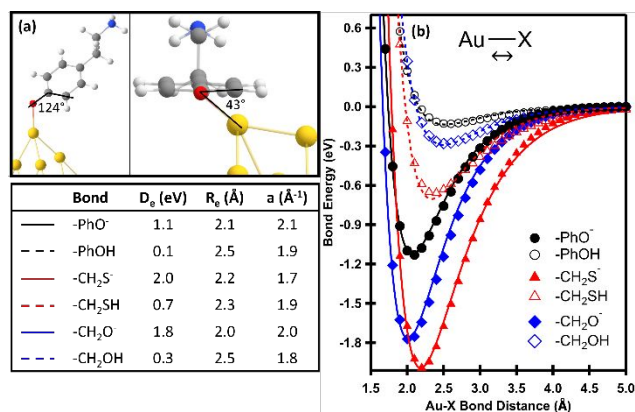 (a)
124°
43°
Bond Dₑ (eV) Rₑ (Å) a (Å⁻¹)
-PhO⁻ 1.1 2.1 2.1
-PhOH 0.1 2.5 1.9
-CH₂S⁻ 2.0 2.2 1.7
-CH₂SH 0.7 2.3 1.9
-CH₂O⁻ 1.8 2.0 2.0
-CH₂OH 0.3 2.5 1.8
(b)
Au—X
↔
0.6
0.3
0.0
-0.3
-0.6
-0.9
-1.2
-1.5
-1.8
Bond Energy (eV)
-PhO⁻
-PhOH
-CH₂S⁻
-CH₂SH
-CH₂O⁻
-CH₂OH
1.5 2.0 2.5 3.0 3.5 4.0 4.5 5.0
Au-X Bond Distance (Å)